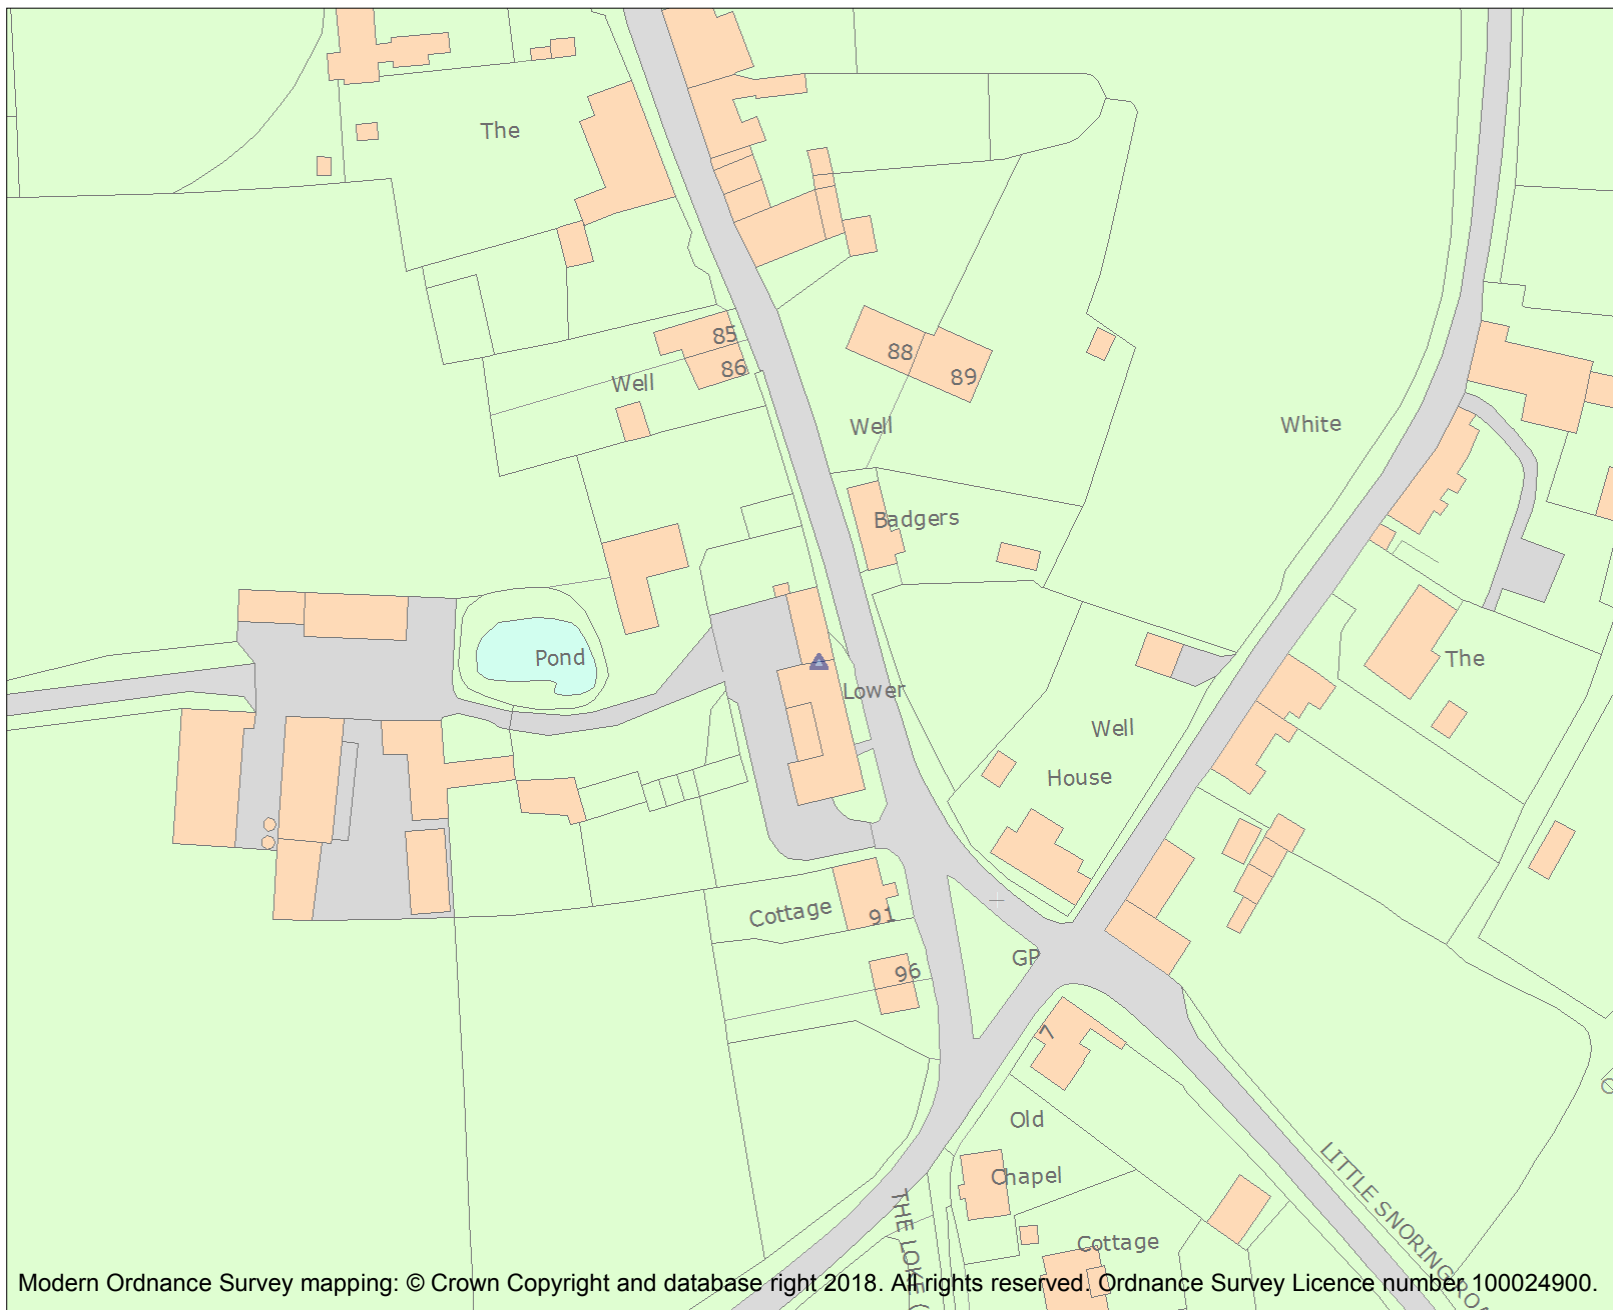 The
85
86
Well
88
89
Well
White
Badgers
The
Pond
Lower
Well
House
Cottage
91
GP
96
7
Old
Chapel
THE LOKE
LITTLE SNORING
Cottage
Modern Ordnance Survey mapping: © Crown Copyright and database right 2018. All rights reserved. Ordnance Survey Licence number 100024900.